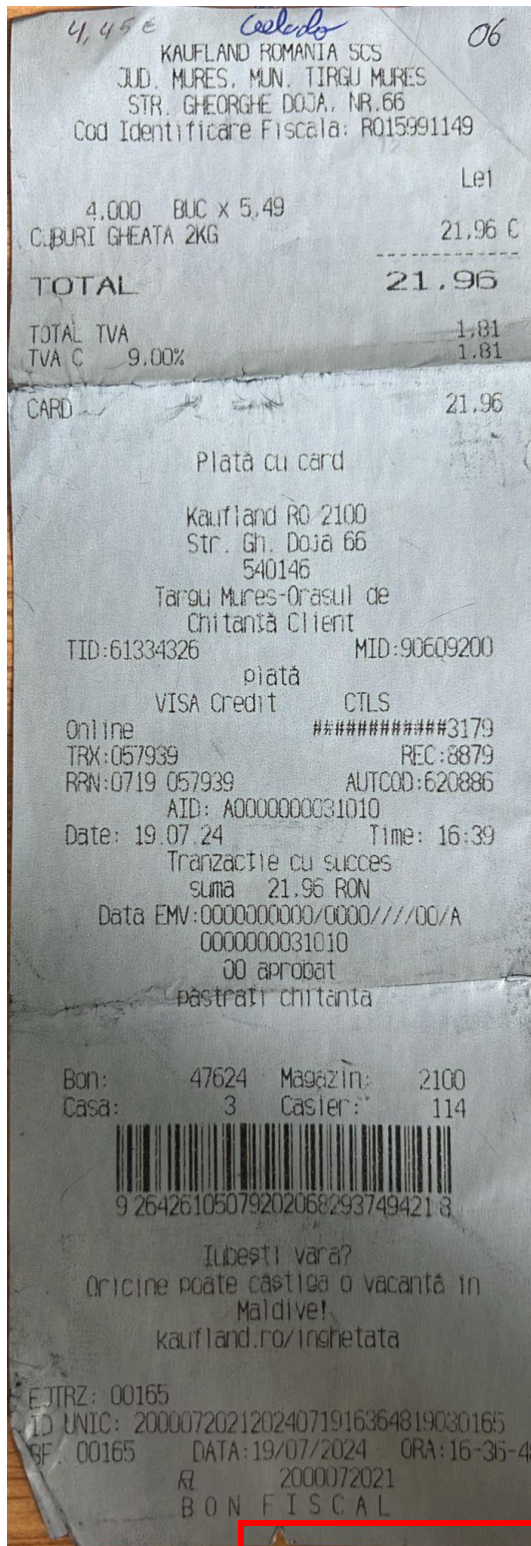 4,45€ 06
KAUFLAND ROMANIA SCS
JUD. MURES, MUN. TIRGU MURES
STR. GHEORGHE DOJA, NR.66
Cod Identificare Fiscala: RO15991149
Lei
4.000 BUC x 5,49
CUBURI GHEATA 2KG 21,96 C
TOTAL 21,96
TOTAL TVA 1,81
TVA C 9,00% 1,81
CARD 21,96
Plată cu card
Kaufland RO 2100
Str. Gh. Doja 66
540146
Targu Mures-Orasul de
Chitanță Client
TID:61334326 MID:90609200
plată
VISA Credit CTLS
Online ############3179
TRX:057939 REC:8879
RRN:0719 057939 AUTCOD:620886
AID: A0000000031010
Date: 19.07.24 Time: 16:39
Tranzacție cu succes
suma 21,96 RON
Data EMV:0000000000/0000////00/A
0000000031010
00 aprobat
păstrați chitanta
Bon: 47624 Magazin: 2100
Casa: 3 Casier: 114
9 264261050792020682937494218
Iubești vara?
Oricine poate câștiga o vacanță în
Maldive!
kaufland.ro/inghetata
EJTRZ: 00165
ID UNIC: 2000072021202407191636481903 0165
BF. 00165 DATA:19/07/2024 ORA:16-36-48
2000072021
BON FISCAL